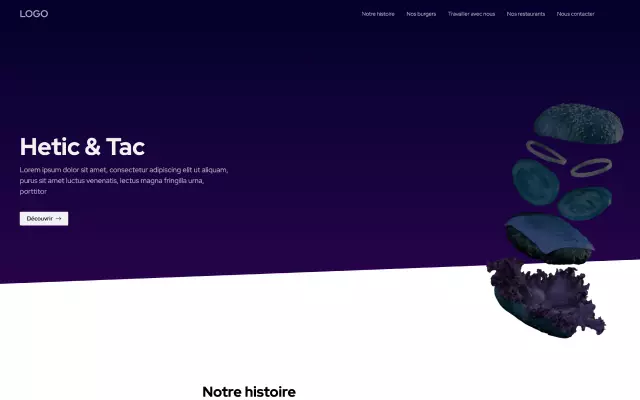 LOGO
Notre histoire
Nos burgers
Travailler avec nous
Nos restaurants
Nous contacter
Hetic & Tac
Lorem ipsum dolor sit amet, consectetur adipiscing elit ut aliquam,
purus sit amet luctus venenatis, lectus magna fringilla urna,
porttitor
Découvrir →
Notre histoire